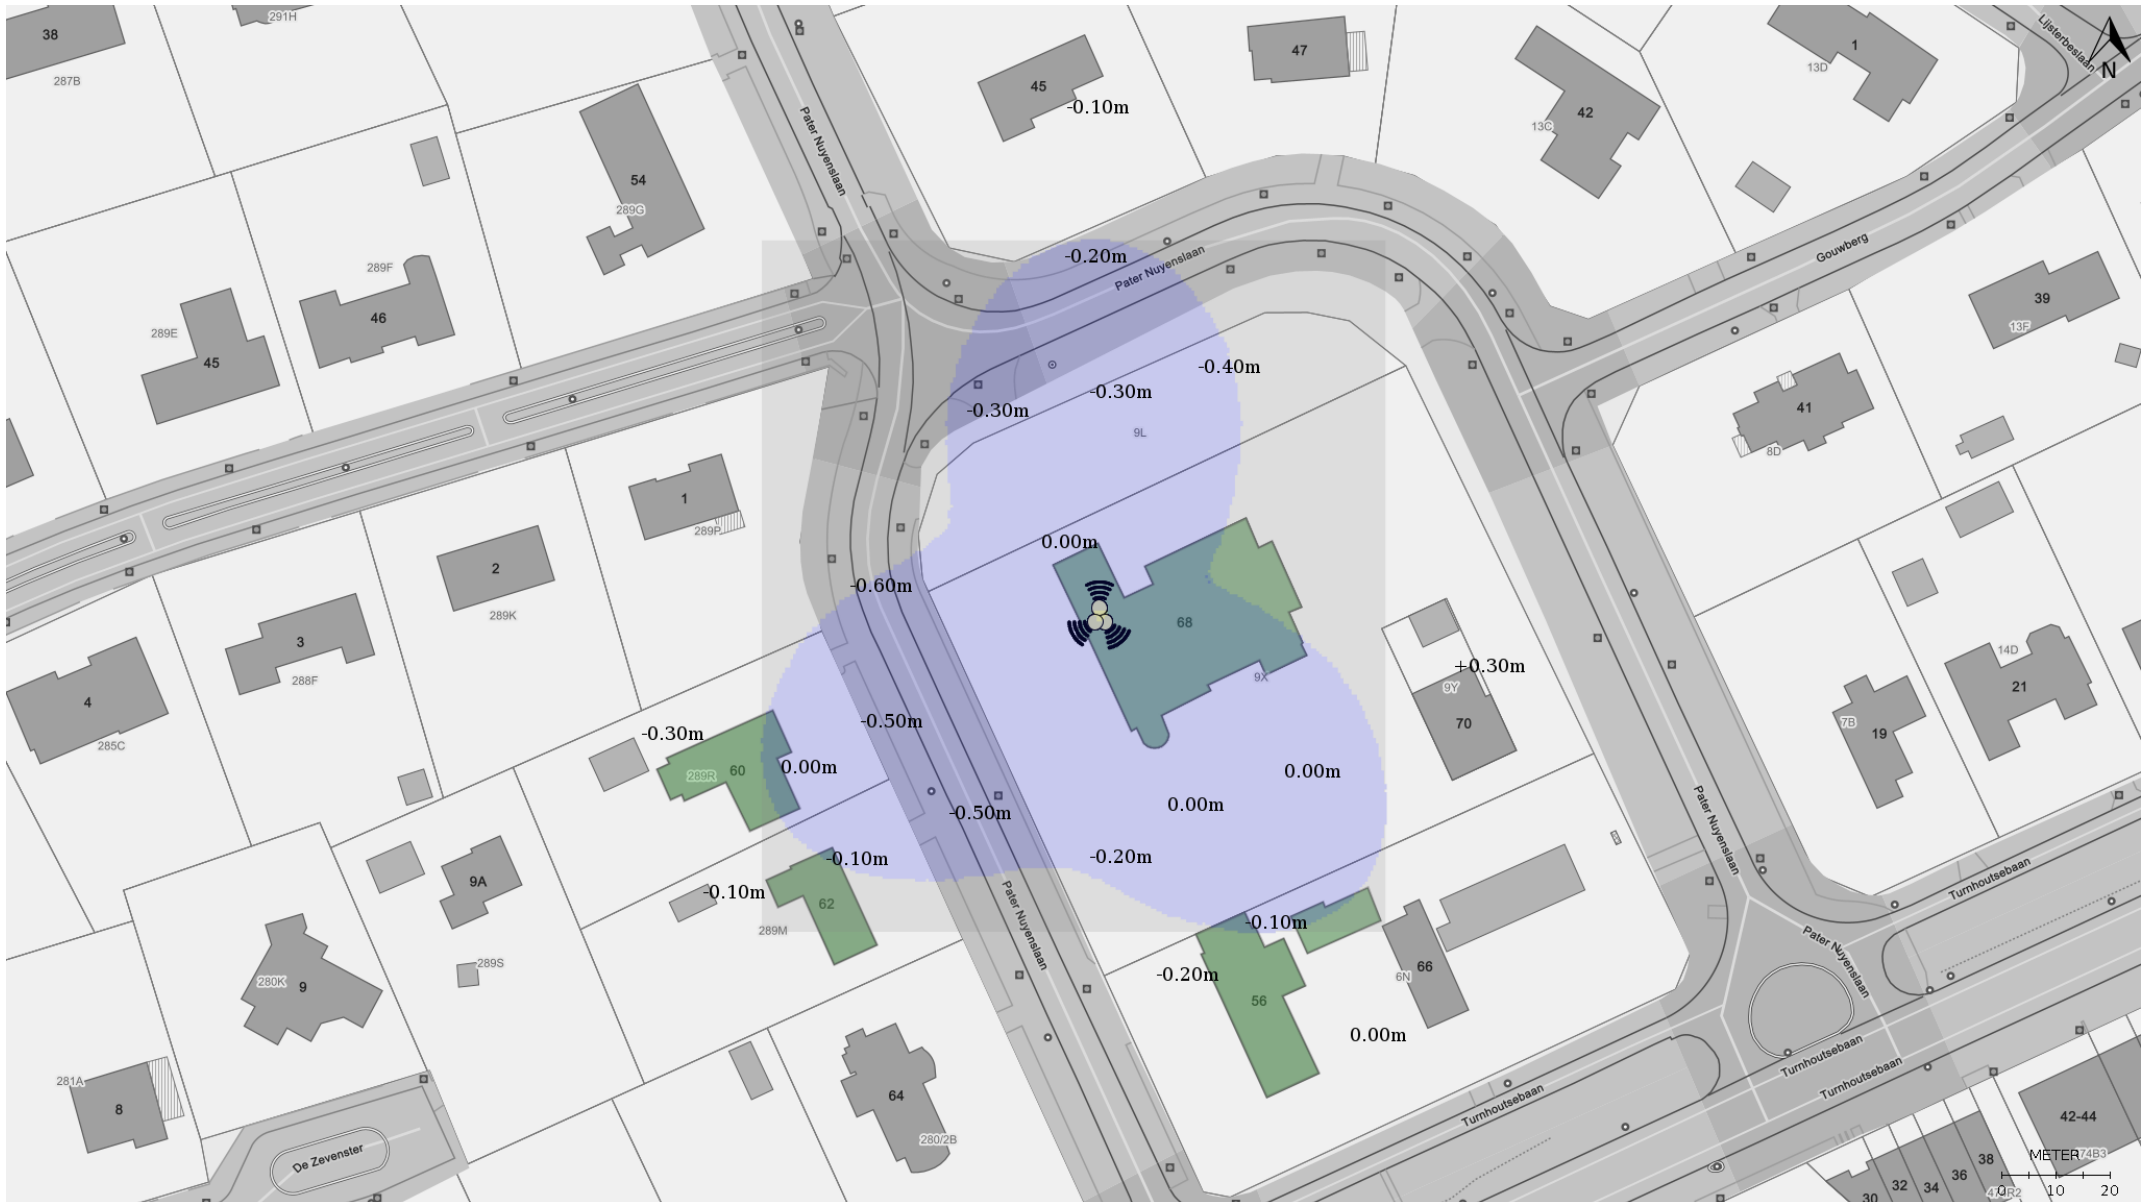 38
291H
287B
45
47
1
13D
Lijsterbeslaan
N
-0.10m
42
13C
Pater Nuyenslaan
54
289G
289F
46
289E
45
-0.20m
Pater Nuyenslaan
Gouwberg
39
13F
-0.40m
-0.30m
-0.30m
9L
41
8D
1
289P
2
289K
-0.60m
0.00m
68
9X
3
288F
4
285C
+0.30m
9Y
70
14D
21
7B
19
-0.30m
289R
60
0.00m
-0.50m
0.00m
0.00m
-0.50m
-0.20m
-0.10m
-0.10m
62
289M
9A
289S
280K
9
Pater Nuyenslaan
Pater Nuyenslaan
Turnhoutsebaan
Pater Nuyenslaan
-0.10m
-0.20m
56
66
6N
0.00m
64
280/2B
281A
8
De Zevenster
Turnhoutsebaan
Turnhoutsebaan
Turnhoutsebaan
42-44
74B3
METER
0 10 20
38
36
34
32
30